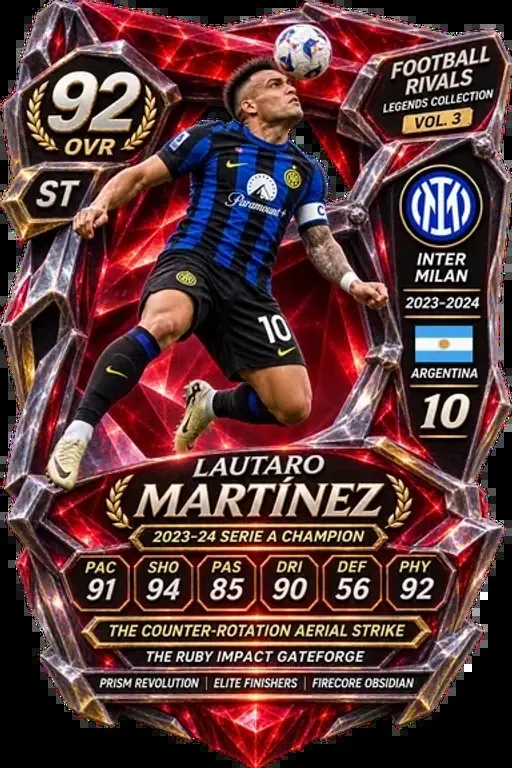 92
OVR
ST
FOOTBALL
RIVALS
LEGENDS COLLECTION
VOL. 3
INTER
MILAN
2023-2024
ARGENTINA
10
Paramount+
10
LAUTARO
MARTÍNEZ
2023-24 SERIE A CHAMPION
PAC SHO PAS DRI DEF PHY
91 94 85 90 56 92
THE COUNTER-ROTATION AERIAL STRIKE
THE RUBY IMPACT GATEFORGE
PRISM REVOLUTION | ELITE FINISHERS | FIRECORE OBSIDIAN